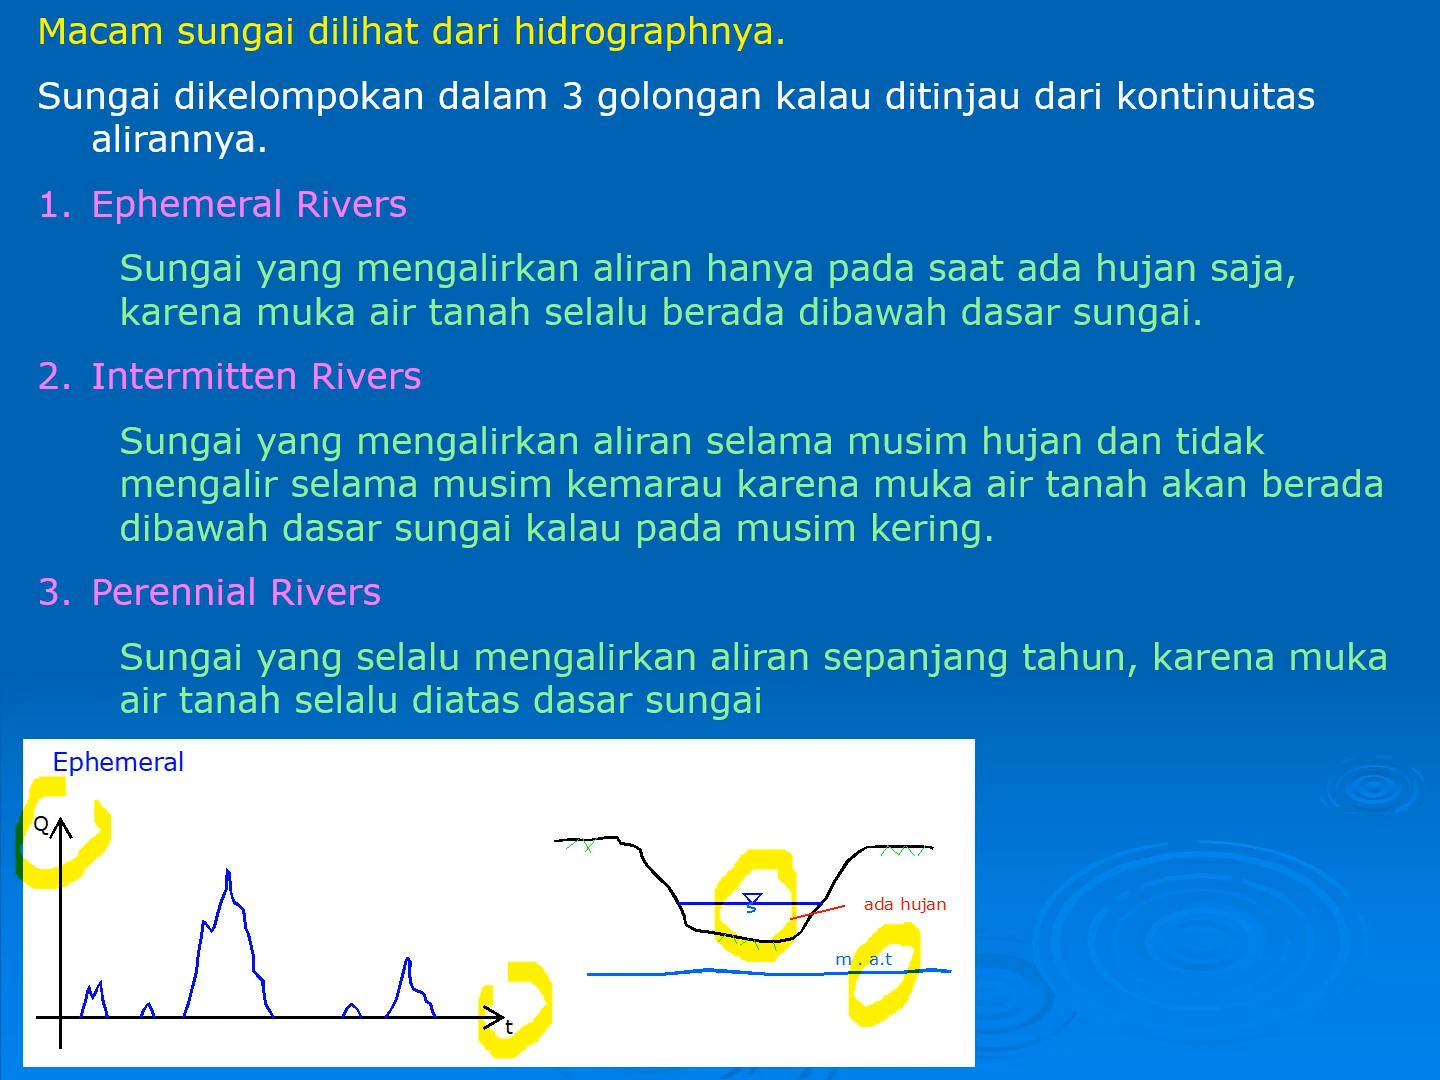 Macam sungai dilihat dari hidrographnya.
Sungai dikelompokan dalam 3 golongan kalau ditinjau dari kontinuitas
alirannya.
1. Ephemeral Rivers
Sungai yang mengalirkan aliran hanya pada saat ada hujan saja,
karena muka air tanah selalu berada dibawah dasar sungai.
2. Intermitten Rivers
Sungai yang mengalirkan aliran selama musim hujan dan tidak
mengalir selama musim kemarau karena muka air tanah akan berada
dibawah dasar sungai kalau pada musim kering.
3. Perennial Rivers
Sungai yang selalu mengalirkan aliran sepanjang tahun, karena muka
air tanah selalu diatas dasar sungai
Ephemeral
Q
t
ada hujan
m . a.t